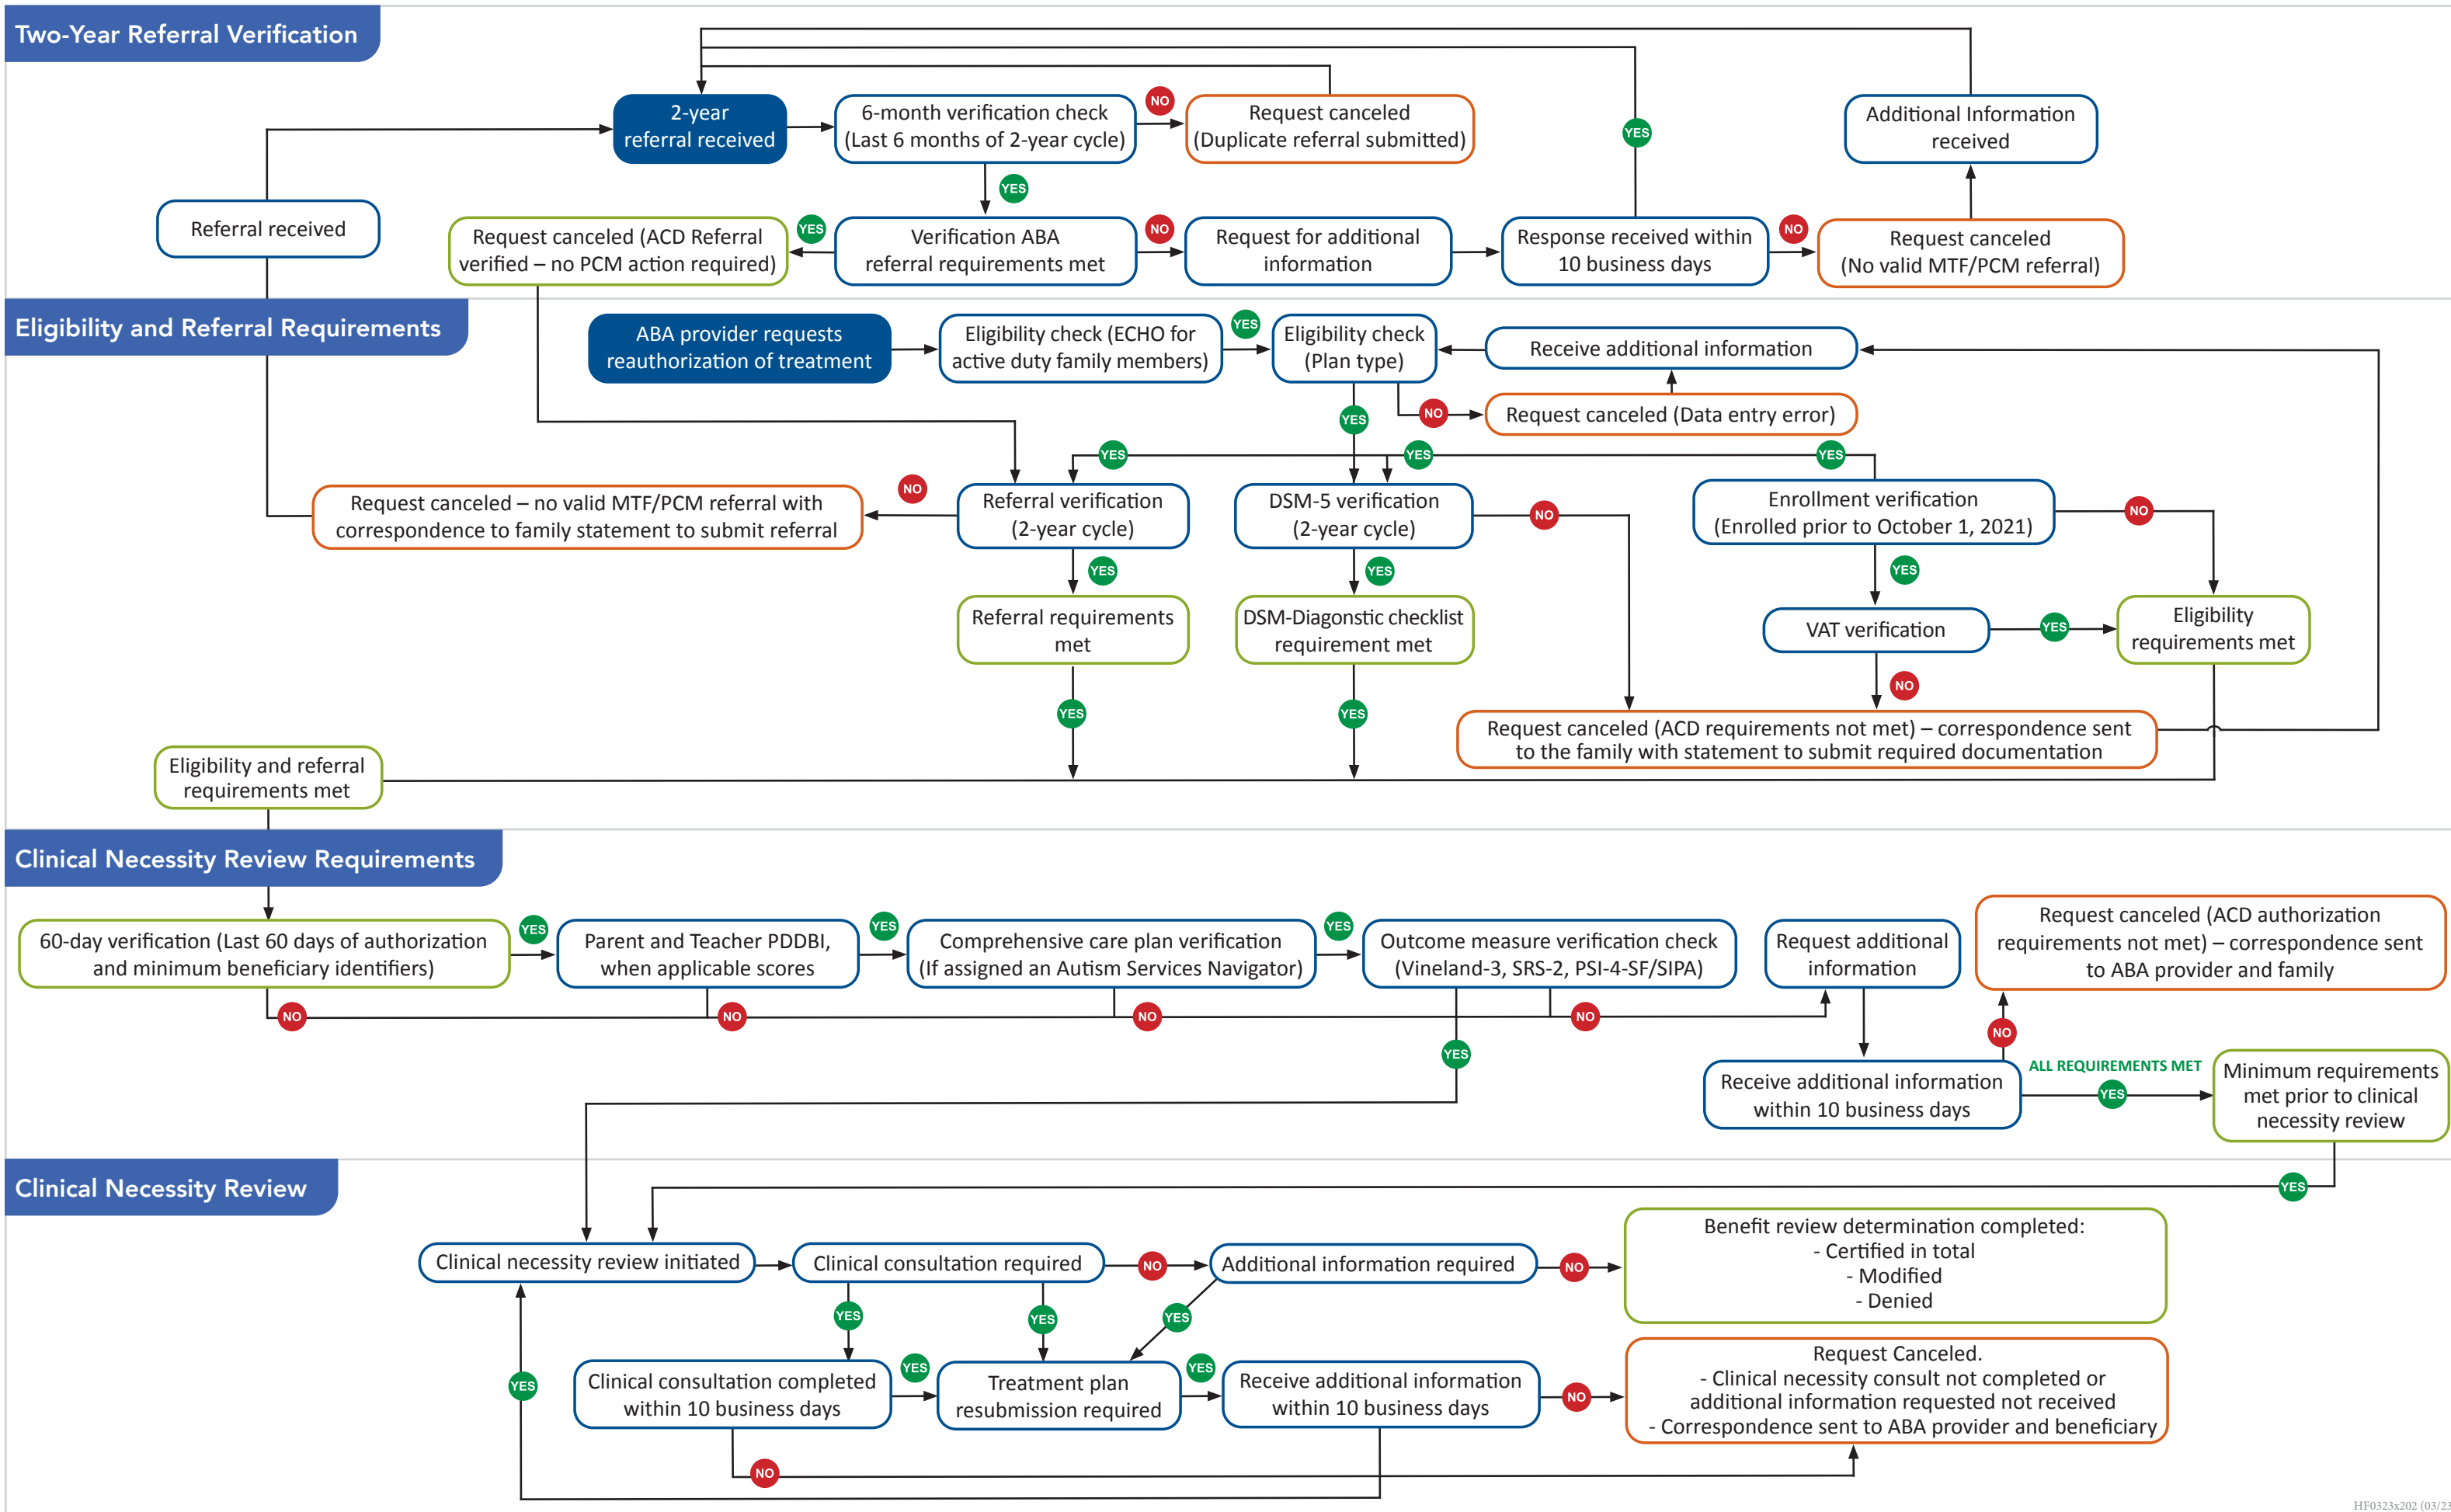 Two-Year Referral Verification
2-year
referral received
6-month verification check
(Last 6 months of 2-year cycle)
NO
Request canceled
(Duplicate referral submitted)
YES
Additional Information
received
YES
Referral received
Request canceled (ACD Referral
verified – no PCM action required)
YES
Verification ABA
referral requirements met
NO
Request for additional
information
Response received within
10 business days
NO
Request canceled
(No valid MTF/PCM referral)
Eligibility and Referral Requirements
ABA provider requests
reauthorization of treatment
Eligibility check (ECHO for
active duty family members)
YES
Eligibility check
(Plan type)
Receive additional information
YES
NO
Request canceled (Data entry error)
YES
YES
YES
Request canceled – no valid MTF/PCM referral with
correspondence to family statement to submit referral
NO
Referral verification
(2-year cycle)
DSM-5 verification
(2-year cycle)
NO
Enrollment verification
(Enrolled prior to October 1, 2021)
NO
YES
YES
YES
Referral requirements
met
DSM-Diagonstic checklist
requirement met
VAT verification
YES
Eligibility
requirements met
NO
YES
YES
Request canceled (ACD requirements not met) – correspondence sent
to the family with statement to submit required documentation
Eligibility and referral
requirements met
Clinical Necessity Review Requirements
60-day verification (Last 60 days of authorization
and minimum beneficiary identifiers)
YES
Parent and Teacher PDDBI,
when applicable scores
YES
Comprehensive care plan verification
(If assigned an Autism Services Navigator)
YES
Outcome measure verification check
(Vineland-3, SRS-2, PSI-4-SF/SIPA)
Request additional
information
Request canceled (ACD authorization
requirements not met) – correspondence sent
to ABA provider and family
NO
NO
NO
NO
NO
YES
Receive additional information
within 10 business days
ALL REQUIREMENTS MET
YES
Minimum requirements
met prior to clinical
necessity review
Clinical Necessity Review
YES
Clinical necessity review initiated
Clinical consultation required
NO
Additional information required
NO
Benefit review determination completed:
- Certified in total
- Modified
- Denied
YES
YES
YES
YES
Clinical consultation completed
within 10 business days
YES
Treatment plan
resubmission required
YES
Receive additional information
within 10 business days
NO
Request Canceled.
- Clinical necessity consult not completed or
additional information requested not received
- Correspondence sent to ABA provider and beneficiary
NO
HF0323x202 (03/23